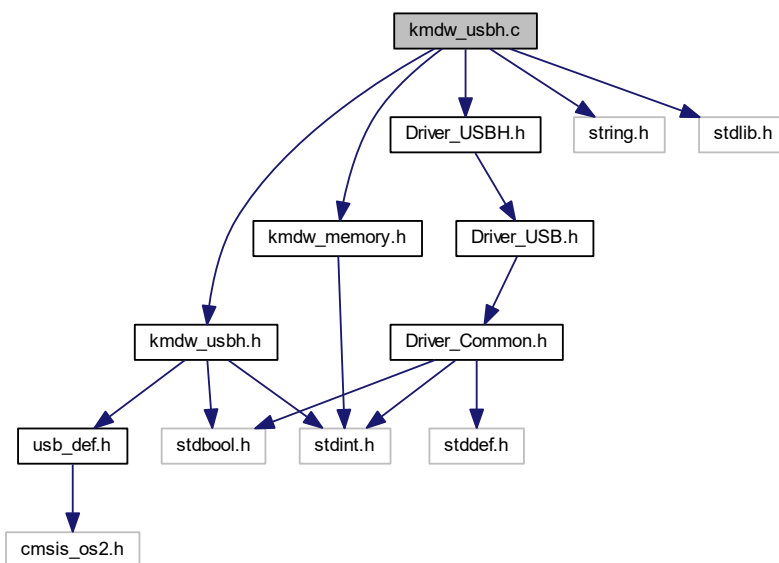 kmdw_usbh.c
Driver_USBH.h
string.h
stdlib.h
kmdw_memory.h
Driver_USB.h
kmdw_usbh.h
Driver_Common.h
usb_def.h
stdbool.h
stdint.h
stddef.h
cmsis_os2.h